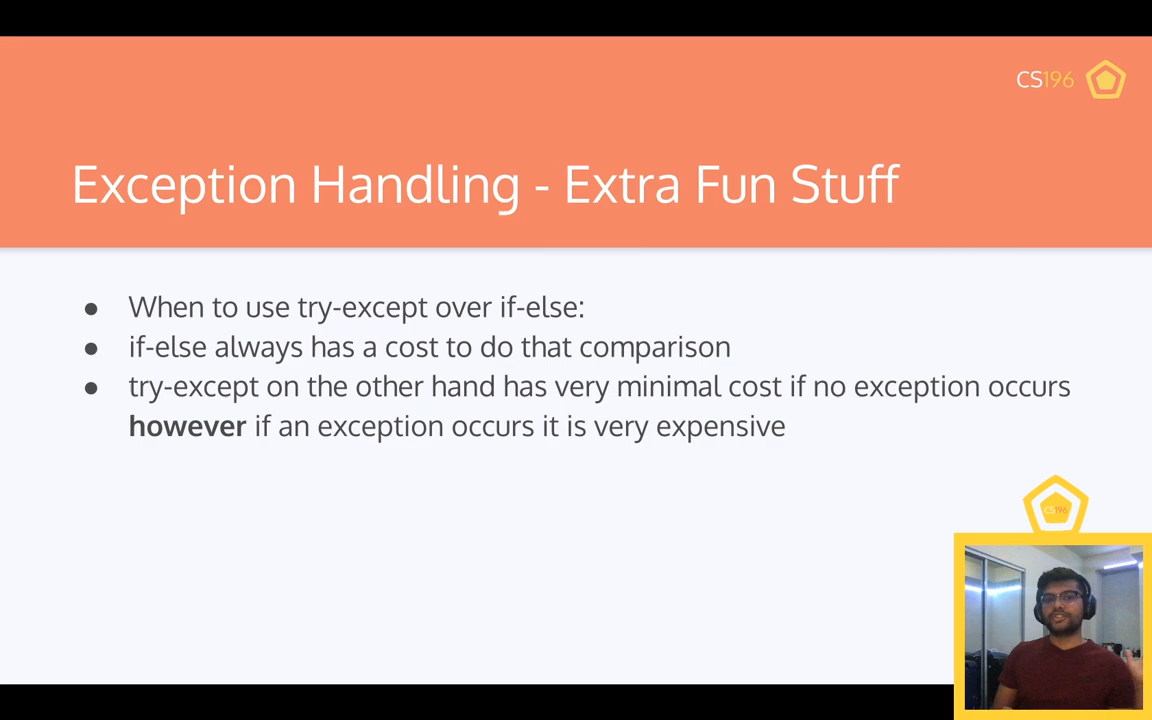 CS196
Exception Handling - Extra Fun Stuff
● When to use try-except over if-else:
● if-else always has a cost to do that comparison
● try-except on the other hand has very minimal cost if no exception occurs
however if an exception occurs it is very expensive
CS196